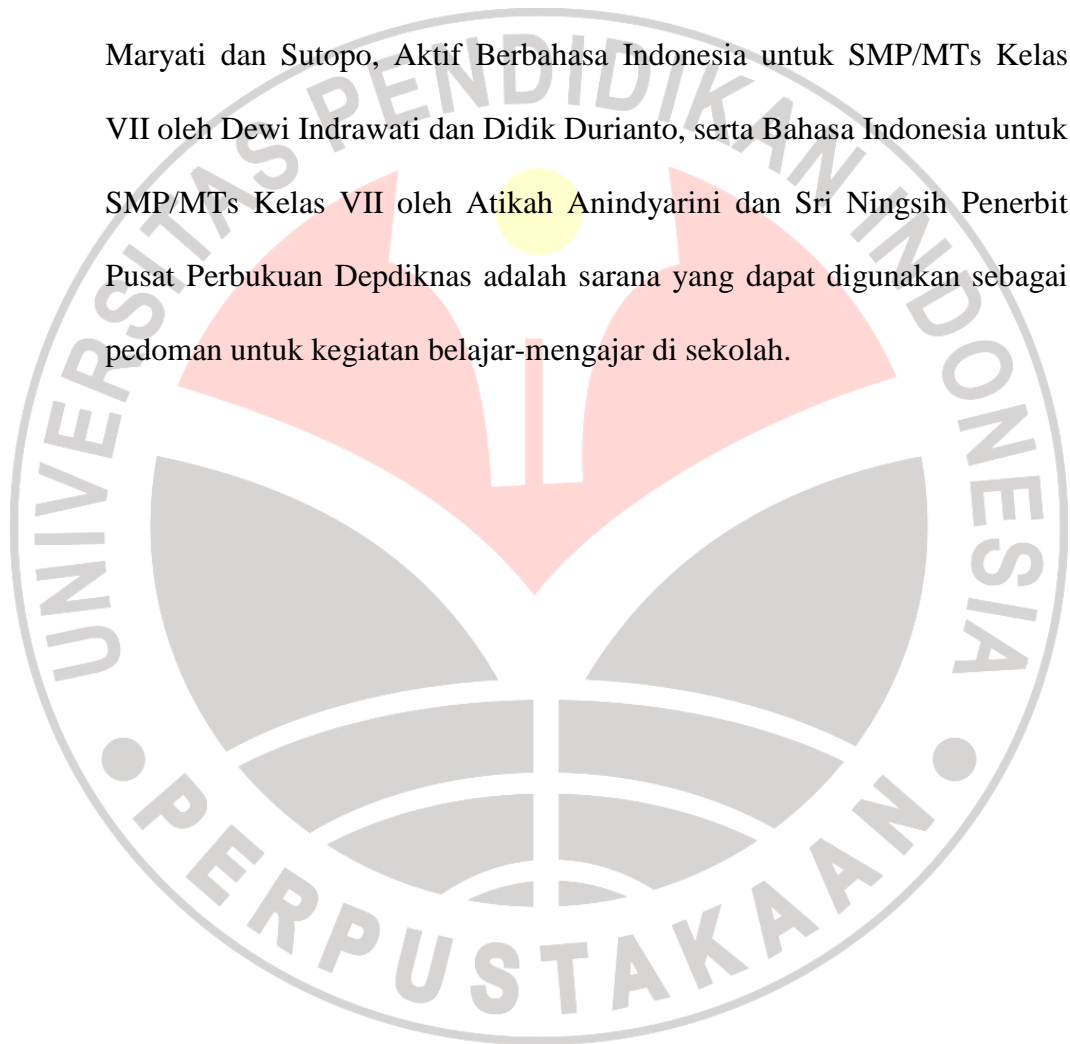 Maryati dan Sutopo, Aktif Berbahasa Indonesia untuk SMP/MTs Kelas
VII oleh Dewi Indrawati dan Didik Durianto, serta Bahasa Indonesia untuk
SMP/MTs Kelas VII oleh Atikah Anindyarini dan Sri Ningsih Penerbit
Pusat Perbukuan Depdiknas adalah sarana yang dapat digunakan sebagai
pedoman untuk kegiatan belajar-mengajar di sekolah.
UNIVERSITAS PENDIDIKAN INDONESIA
PERPUSTAKAAN